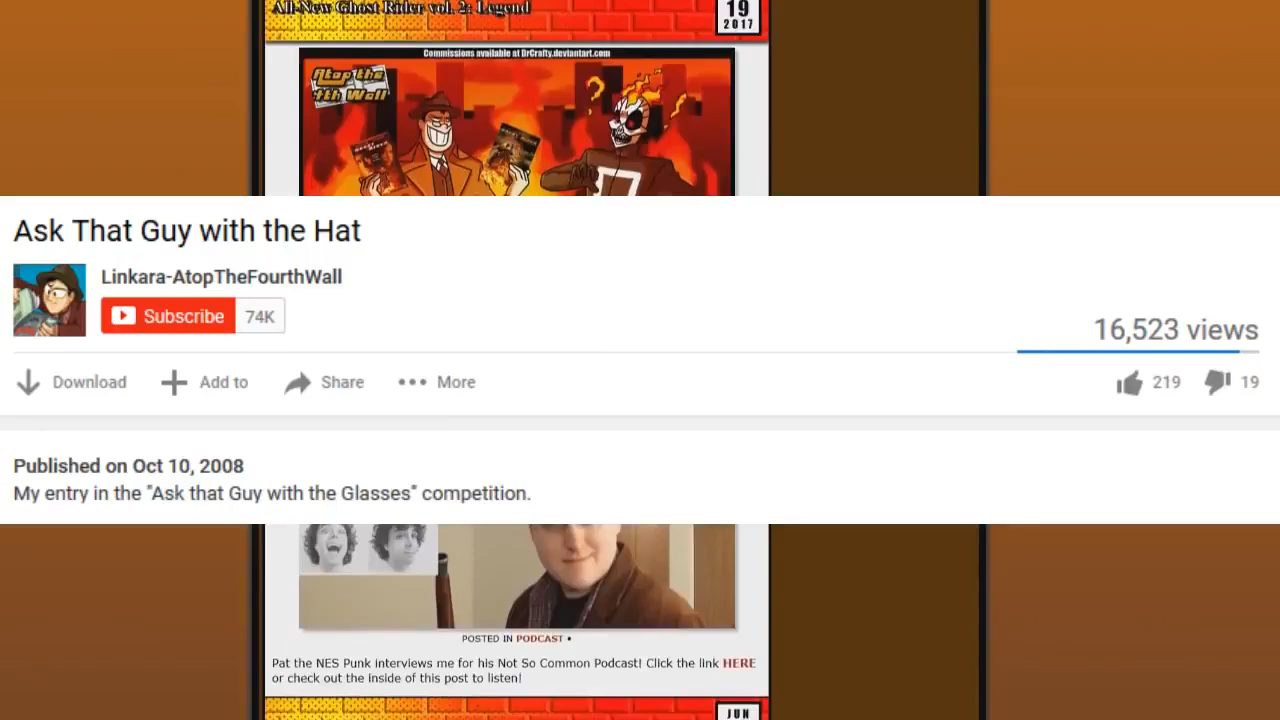 All-New Ghost Rider vol. 2: Legend
19
2017
Commissions available at DrCrafty.deviantart.com
Atop the
4th Wall
Ask That Guy with the Hat
Linkara-AtopTheFourthWall
Subscribe 74K
16,523 views
Download Add to Share More 219 19
Published on Oct 10, 2008
My entry in the "Ask that Guy with the Glasses" competition.
POSTED IN PODCAST •
Pat the NES Punk interviews me for his Not So Common Podcast! Click the link HERE
or check out the inside of this post to listen!
JUN